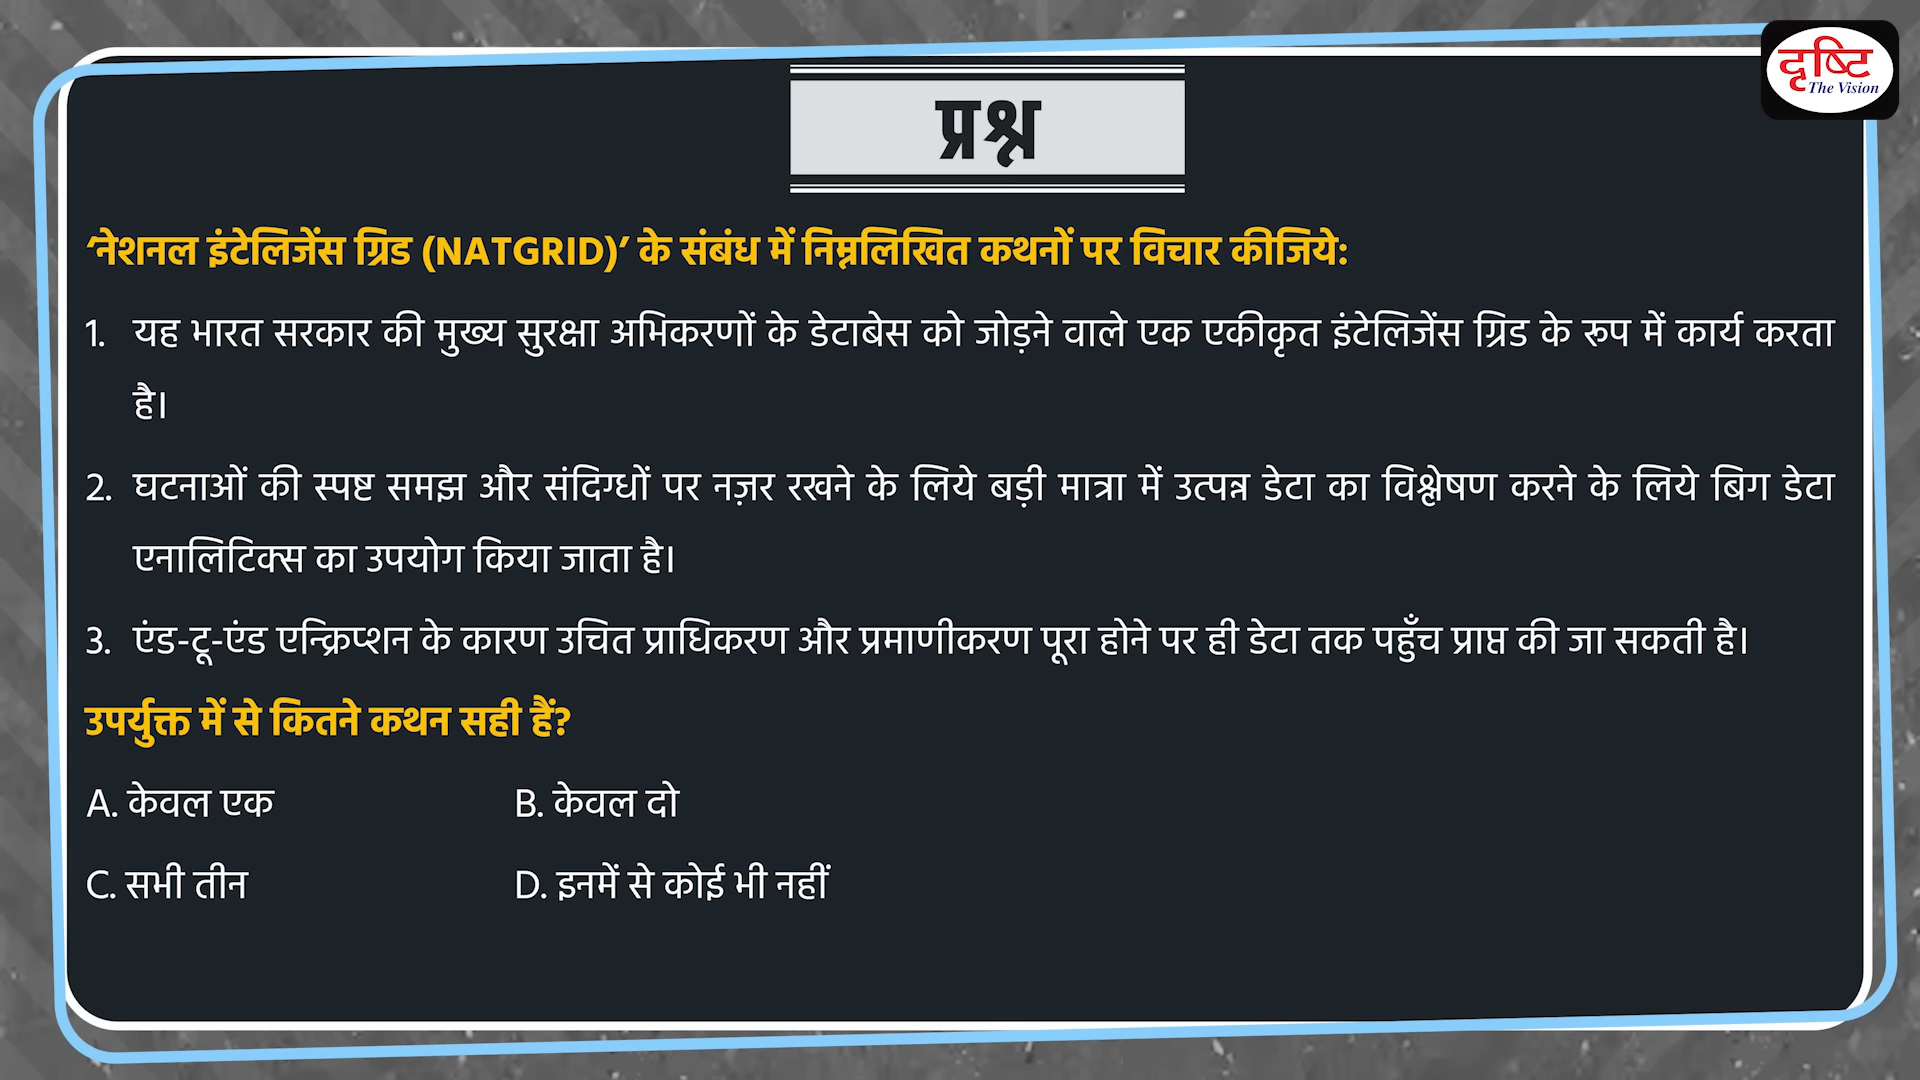 दृष्टि
The Vision
प्रश्न
‘नेशनल इंटेलिजेंस ग्रिड (NATGRID)’ के संबंध में निम्नलिखित कथनों पर विचार कीजिये:
1. यह भारत सरकार की मुख्य सुरक्षा अभिकरणों के डेटाबेस को जोड़ने वाले एक एकीकृत इंटेलिजेंस ग्रिड के रूप में कार्य करता
है।
2. घटनाओं की स्पष्ट समझ और संदिग्धों पर नज़र रखने के लिये बड़ी मात्रा में उत्पन्न डेटा का विश्लेषण करने के लिये बिग डेटा
एनालिटिक्स का उपयोग किया जाता है।
3. एंड-टू-एंड एन्क्रिप्शन के कारण उचित प्राधिकरण और प्रमाणीकरण पूरा होने पर ही डेटा तक पहुँच प्राप्त की जा सकती है।
उपर्युक्त में से कितने कथन सही हैं?
A. केवल एक B. केवल दो
C. सभी तीन D. इनमें से कोई भी नहीं